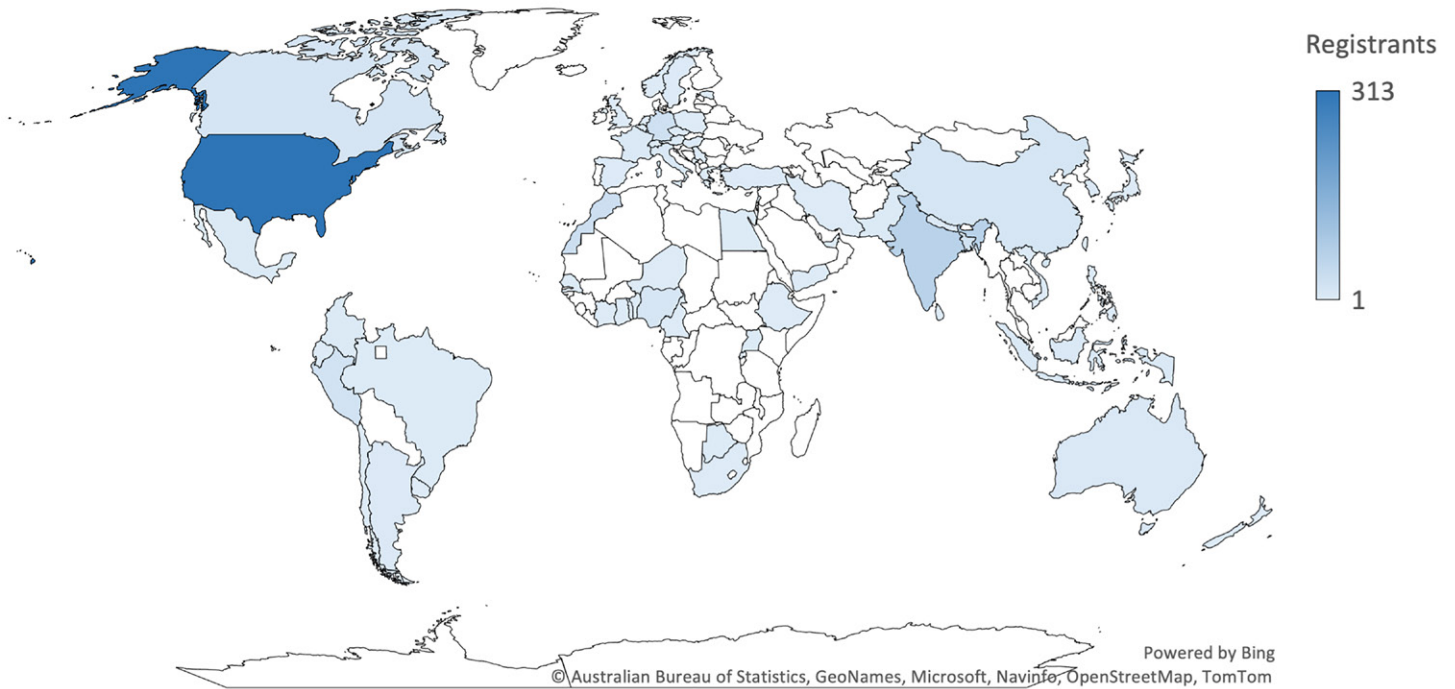 Registrants
313
1
Powered by Bing
© Australian Bureau of Statistics, GeoNames, Microsoft, Navinfo, OpenStreetMap, TomTom